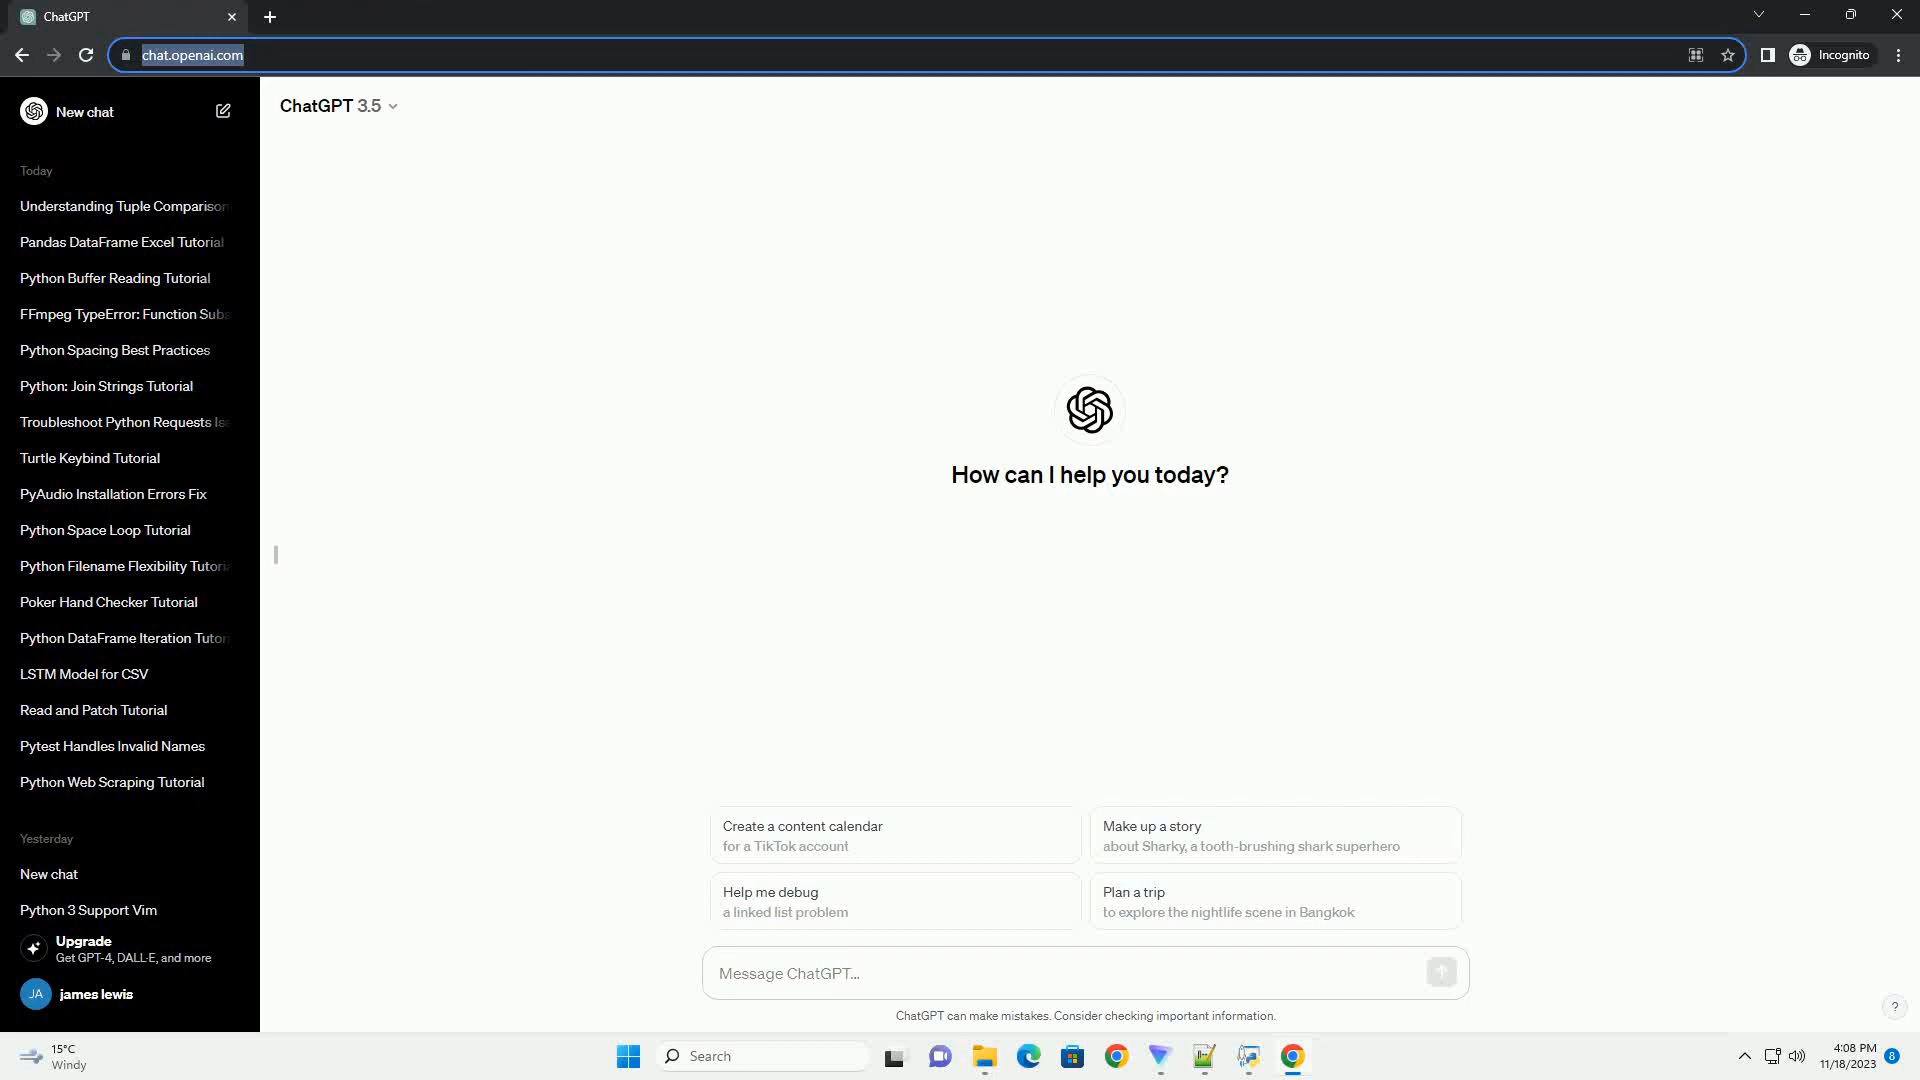 ChatGPT
chat.openai.com
Incognito
New chat
ChatGPT 3.5
Today
Understanding Tuple Comparison
Pandas DataFrame Excel Tutorial
Python Buffer Reading Tutorial
FFmpeg TypeError: Function Subs
Python Spacing Best Practices
Python: Join Strings Tutorial
Troubleshoot Python Requests Iss
Turtle Keybind Tutorial
PyAudio Installation Errors Fix
Python Space Loop Tutorial
Python Filename Flexibility Tutoria
Poker Hand Checker Tutorial
Python DataFrame Iteration Tutori
LSTM Model for CSV
Read and Patch Tutorial
Pytest Handles Invalid Names
Python Web Scraping Tutorial
Yesterday
New chat
Python 3 Support Vim
Upgrade
Get GPT-4, DALL·E, and more
JA
james lewis
How can I help you today?
Create a content calendar
for a TikTok account
Make up a story
about Sharky, a tooth-brushing shark superhero
Help me debug
a linked list problem
Plan a trip
to explore the nightlife scene in Bangkok
Message ChatGPT...
ChatGPT can make mistakes. Consider checking important information.
?
15°C
Windy
Search
4:08 PM
11/18/2023
8